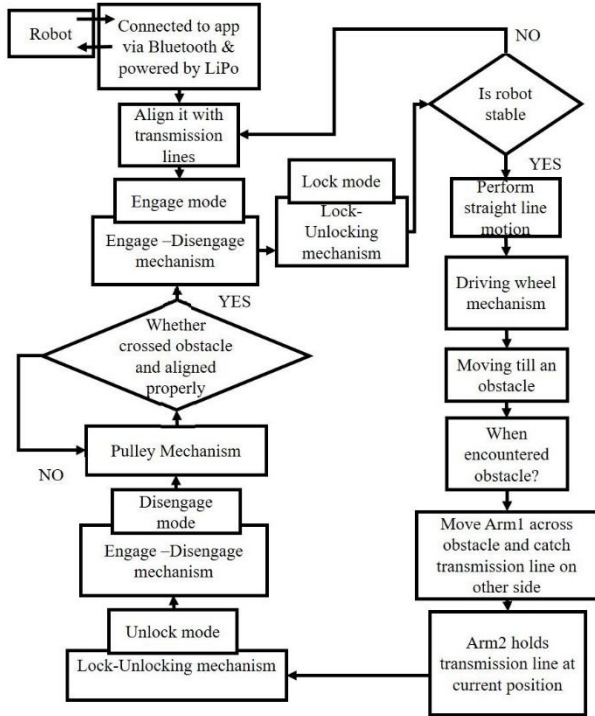 Robot
Connected to app
via Bluetooth &
powered by LiPo
NO
Is robot
stable
Align it with
transmission
lines
YES
Engage mode
Lock mode
Engage –Disengage
mechanism
Lock-
Unlocking
mechanism
Perform
straight line
motion
Driving wheel
mechanism
YES
Whether
crossed obstacle
and aligned
properly
Moving till an
obstacle
NO
Pulley Mechanism
When
encountered
obstacle?
Disengage
mode
Engage –Disengage
mechanism
Move Arm1 across
obstacle and catch
transmission line on
other side
Unlock mode
Lock-Unlocking mechanism
Arm2 holds
transmission line at
current position